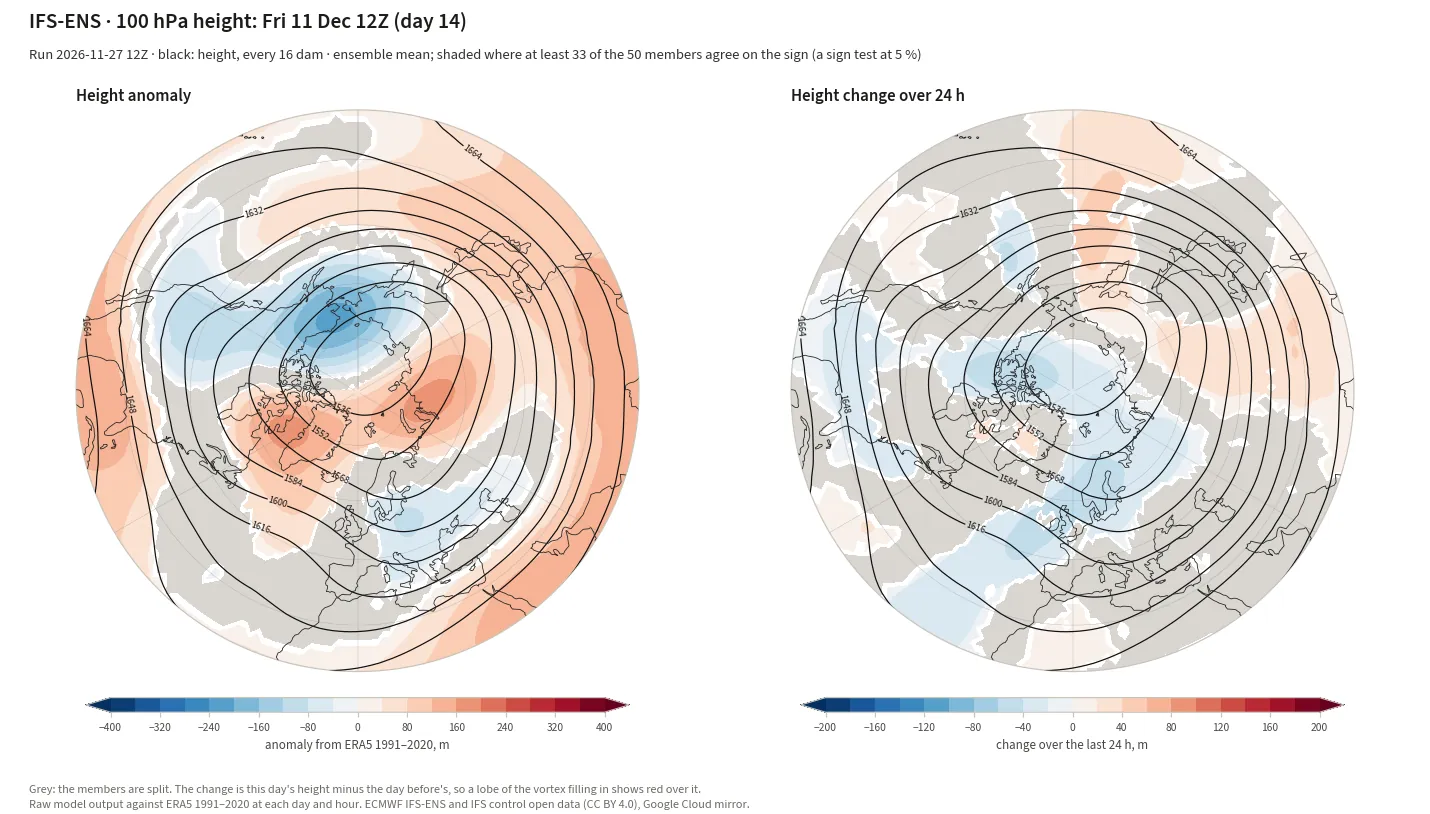 IFS-ENS · 100 hPa height: Fri 11 Dec 12Z (day 14)
Run 2026-11-27 12Z · black: height, every 16 dam · ensemble mean; shaded where at least 33 of the 50 members agree on the sign (a sign test at 5 %)
Height anomaly
Height change over 24 h
1664
1632
1664
1648
1536
1552
1568
1584
1600
1616
1664
1632
1664
1648
1536
1552
1568
1584
1600
1616
−400 −320 −240 −160 −80 0 80 160 240 320 400
anomaly from ERA5 1991–2020, m
−200 −160 −120 −80 −40 0 40 80 120 160 200
change over the last 24 h, m
Grey: the members are split. The change is this day's height minus the day before's, so a lobe of the vortex filling in shows red over it.
Raw model output against ERA5 1991–2020 at each day and hour. ECMWF IFS-ENS and IFS control open data (CC BY 4.0), Google Cloud mirror.